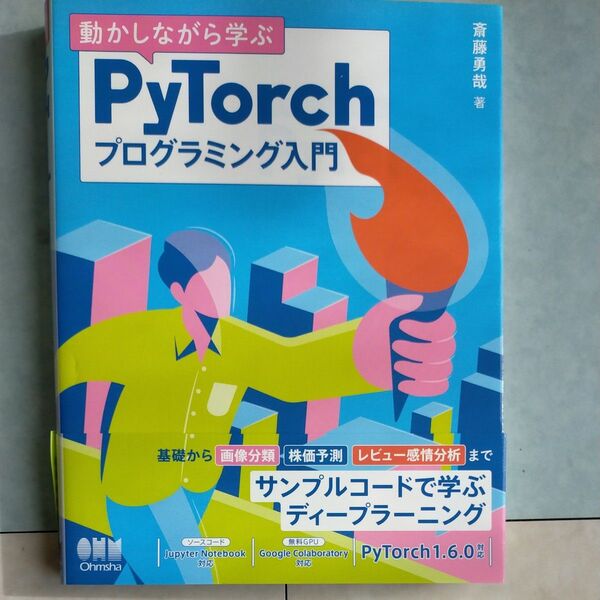 動かしながら学ぶ
PyTorch
プログラミング入門
斎藤勇哉 著
基礎から 画像分類 株価予測 レビュー感情分析 まで
サンプルコードで学ぶ
ディープラーニング
OHM
Ohmsha
ソースコード
Jupyter Notebook
対応
無料GPU
Google Colaboratory
対応
PyTorch 1.6.0 対応